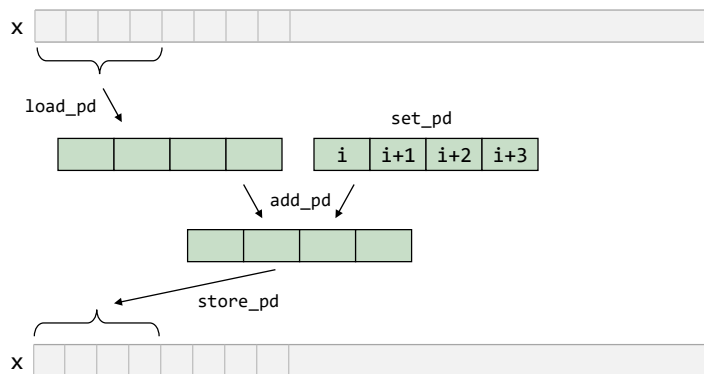 x
load_pd
set_pd
i i+1 i+2 i+3
add_pd
store_pd
x